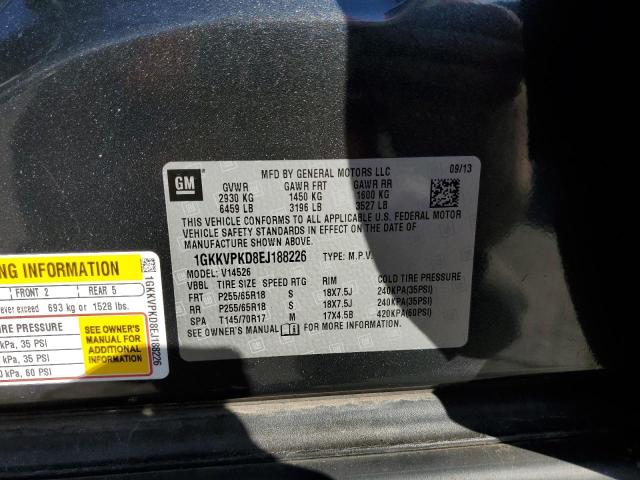 GM
MFD BY GENERAL MOTORS LLC 09/13
GVWR GAWR FRT GAWR RR
2930 KG 1450 KG 1600 KG
6459 LB 3196 LB 3527 LB
THIS VEHICLE CONFORMS TO ALL APPLICABLE U.S. FEDERAL MOTOR
VEHICLE SAFETY STANDARDS IN EFFECT ON THE DATE OF
MANUFACTURE SHOWN ABOVE.
1GKKVPKD8EJ188226 TYPE: M.P.V.
MODEL: V14526
VBBL TIRE SIZE SPEED RTG RIM COLD TIRE PRESSURE
FRT P255/65R18 S 18X7.5J 240KPA(35PSI)
RR P255/65R18 S 18X7.5J 240KPA(35PSI)
SPA T145/70R17 M 17X4.5B 420KPA(60PSI)
SEE OWNER'S MANUAL FOR MORE INFORMATION.
NG INFORMATION
FRONT 2 REAR 5
ever exceed 693 kg or 1528 lbs.
TIRE PRESSURE
kPa, 35 PSI
kPa, 35 PSI
0 kPa, 60 PSI
SEE OWNER'S
MANUAL FOR
ADDITIONAL
INFORMATION
1GKKVPKD8EJ188226